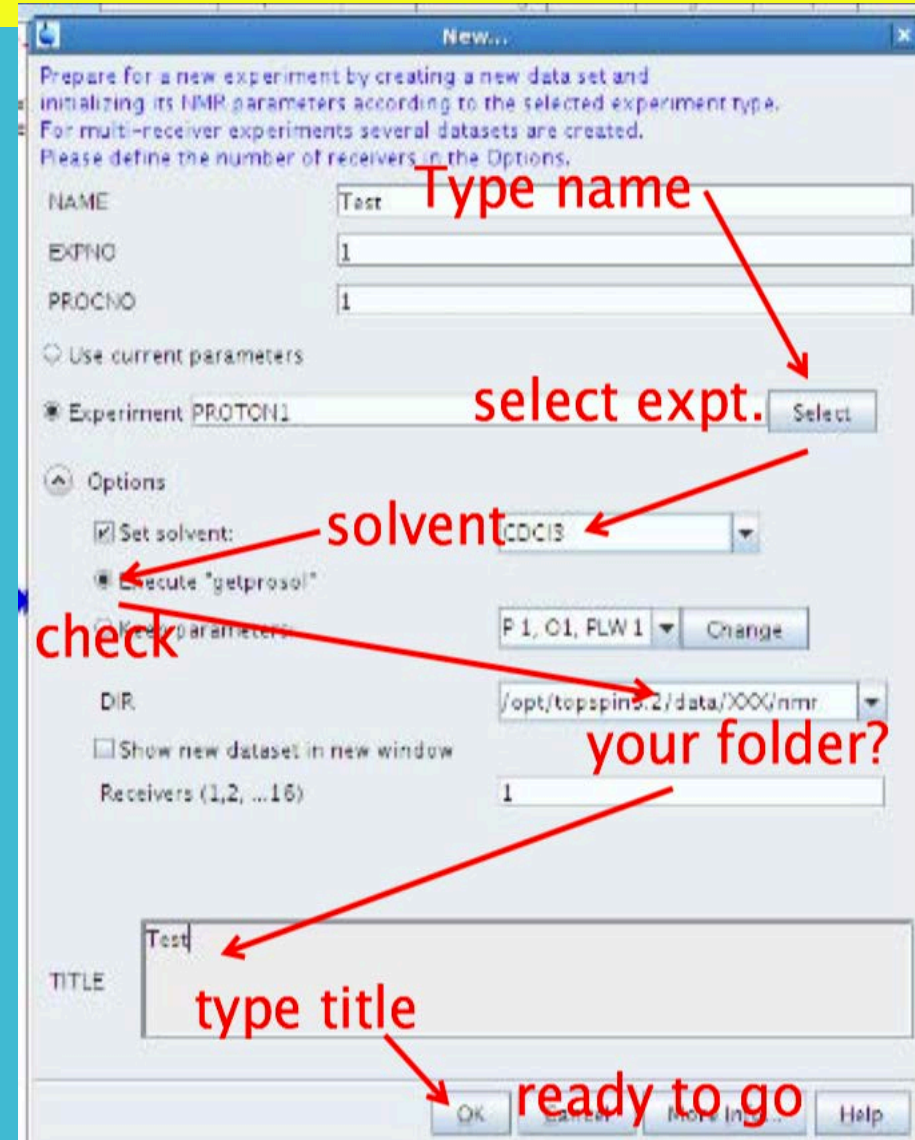 New...
Prepare for a new experiment by creating a new data set and
initializing its NMR parameters according to the selected experiment type.
For multi-receiver experiments several datasets are created.
Please define the number of receivers in the Options.
Type name
NAME Test
EXPNO 1
PROCNO 1
Use current parameters
Experiment PROTON1 select expt. Select
Options
Set solvent: solvent CDCl3
Execute "getprosol"
check
Keep parameters: P 1, O1, PLW 1 Change
DIR /opt/topspin3.2/data/XXX/nmr
Show new dataset in new window
your folder?
Receivers (1,2, ...16) 1
TITLE Test
type title
ready to go
OK Cancel More Info... Help